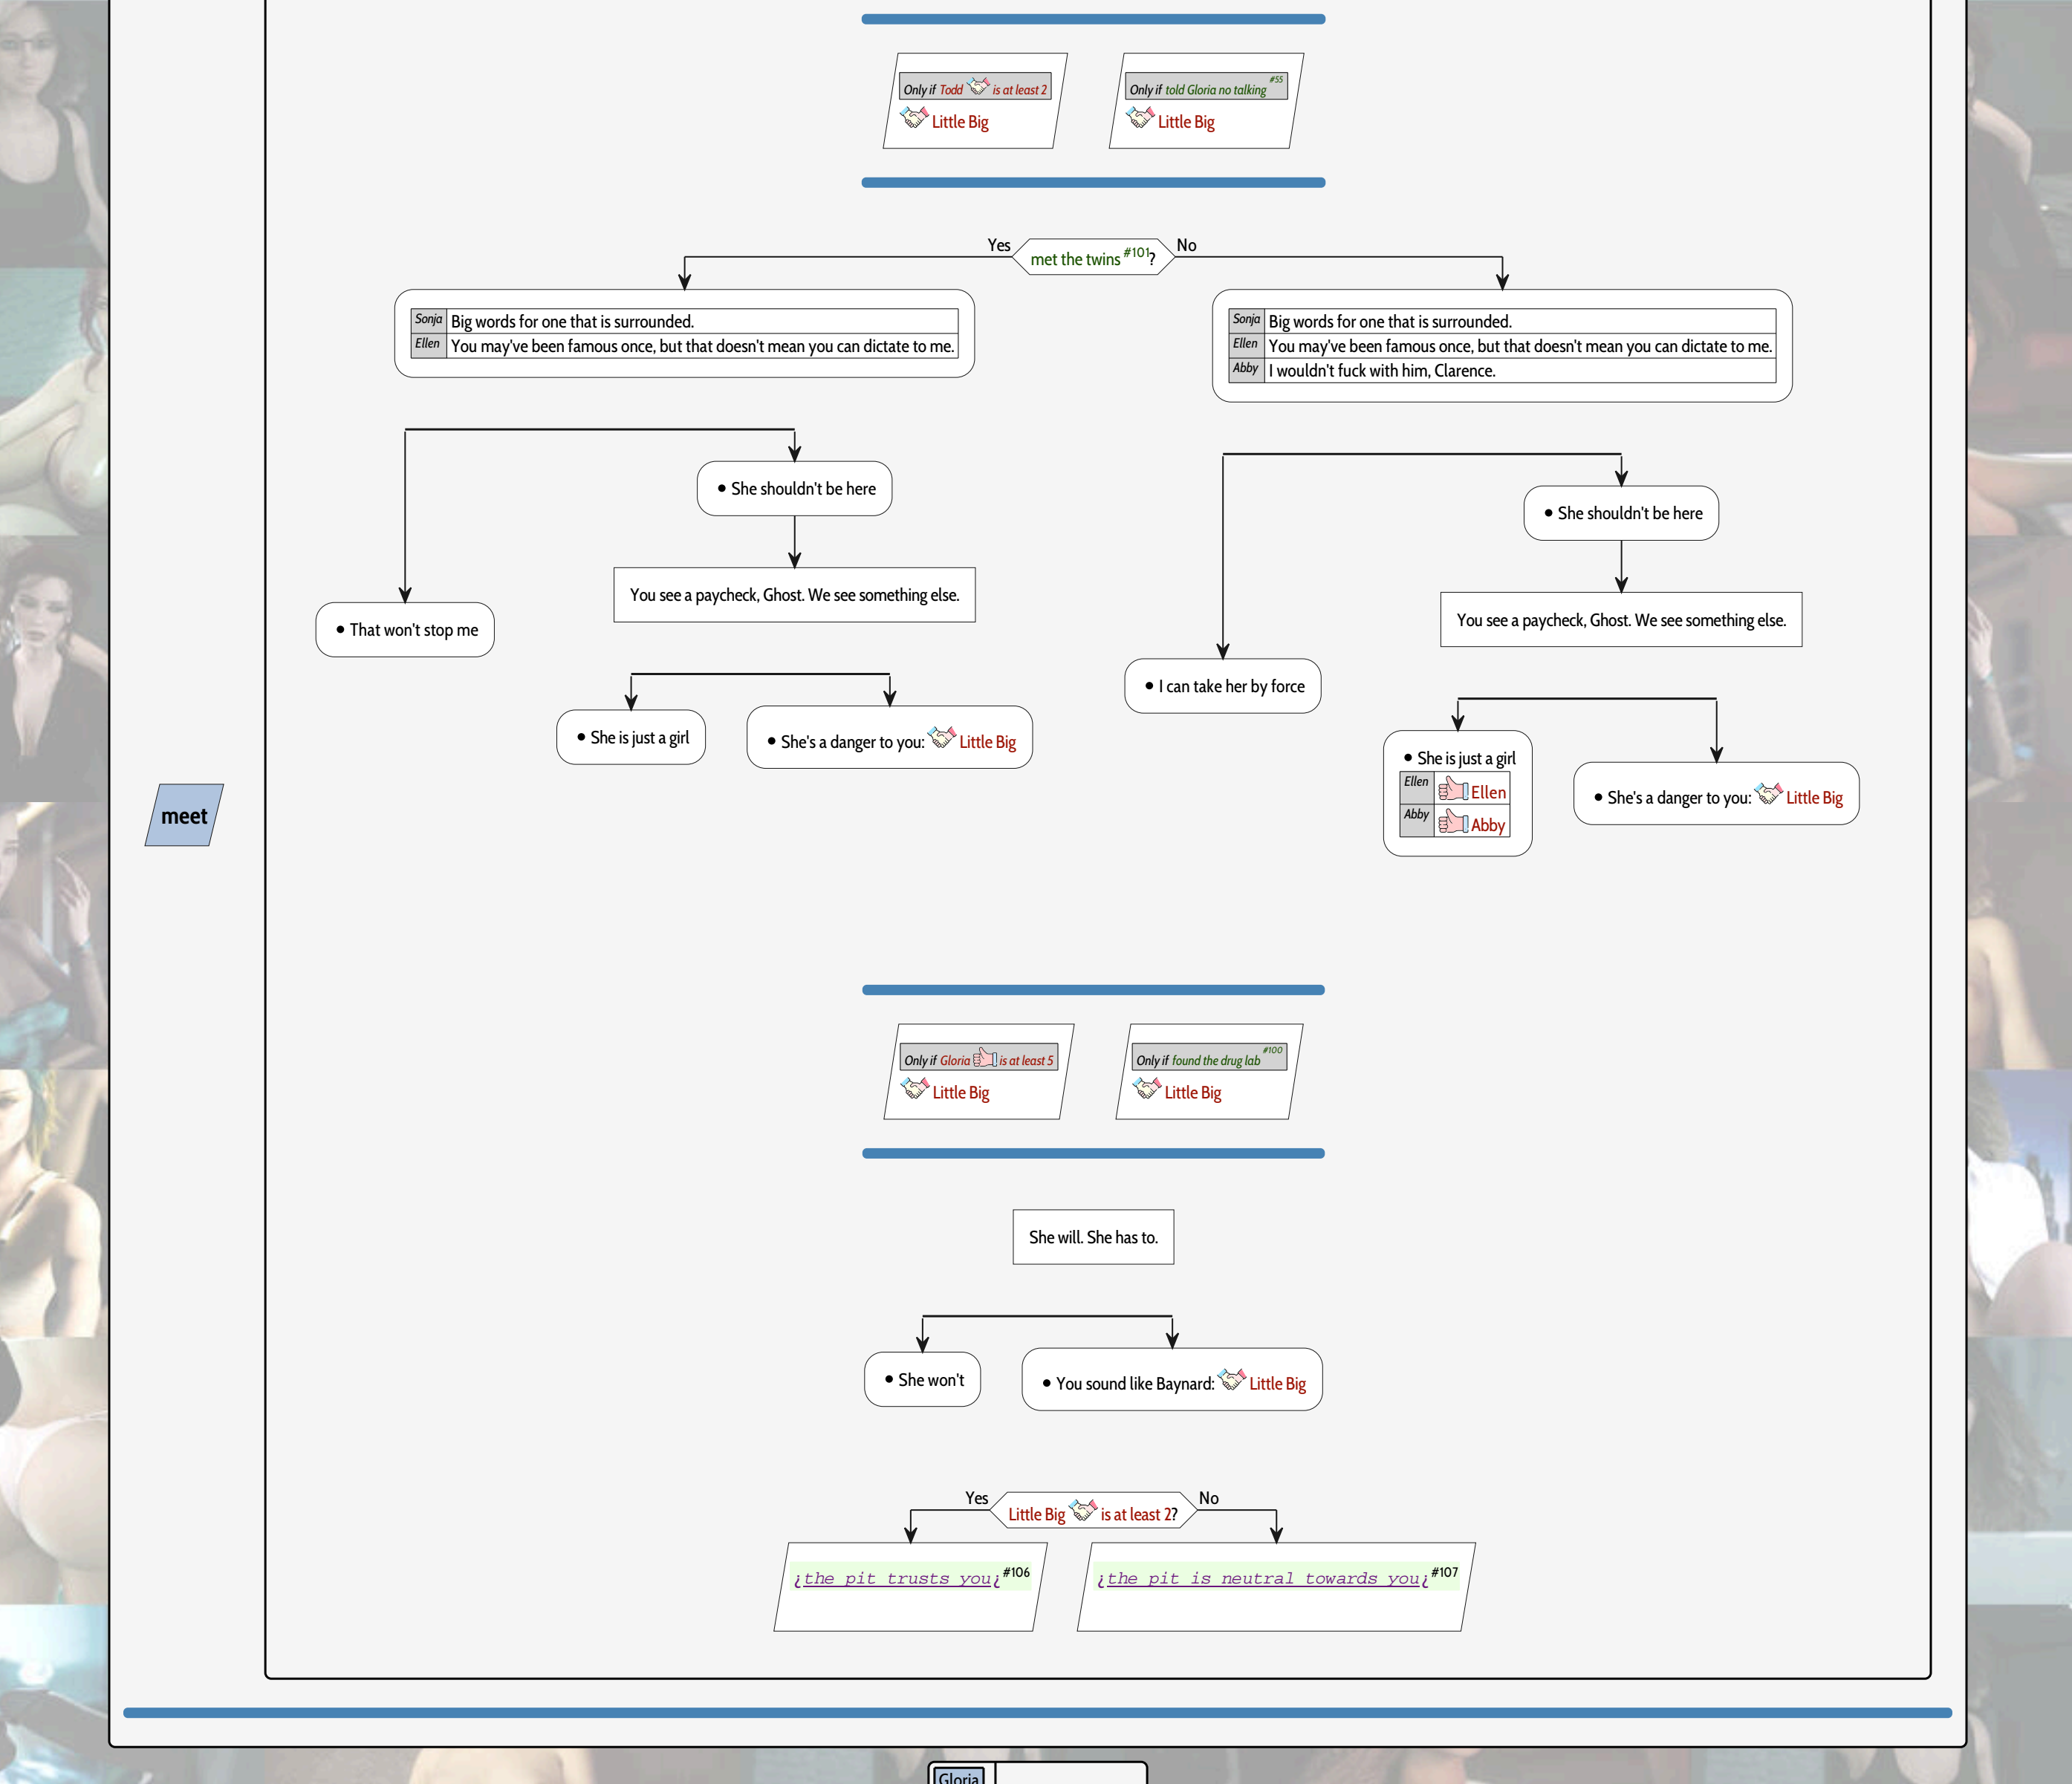 Only if Todd is at least 2
Little Big
Only if told Gloria no talking #55
Little Big
Yes
met the twins #101?
No
Sonja Big words for one that is surrounded.
Ellen You may've been famous once, but that doesn't mean you can dictate to me.
Sonja Big words for one that is surrounded.
Ellen You may've been famous once, but that doesn't mean you can dictate to me.
Abby I wouldn't fuck with him, Clarence.
• She shouldn't be here
You see a paycheck, Ghost. We see something else.
• That won't stop me
• She is just a girl
• She's a danger to you: Little Big
• She shouldn't be here
You see a paycheck, Ghost. We see something else.
• I can take her by force
• She is just a girl
Ellen Ellen
Abby Abby
• She's a danger to you: Little Big
meet
Only if Gloria is at least 5
Little Big
Only if found the drug lab #100
Little Big
She will. She has to.
• She won't
• You sound like Baynard: Little Big
Yes
Little Big is at least 2?
No
¿the pit trusts you¿ #106
¿the pit is neutral towards you¿ #107
Gloria